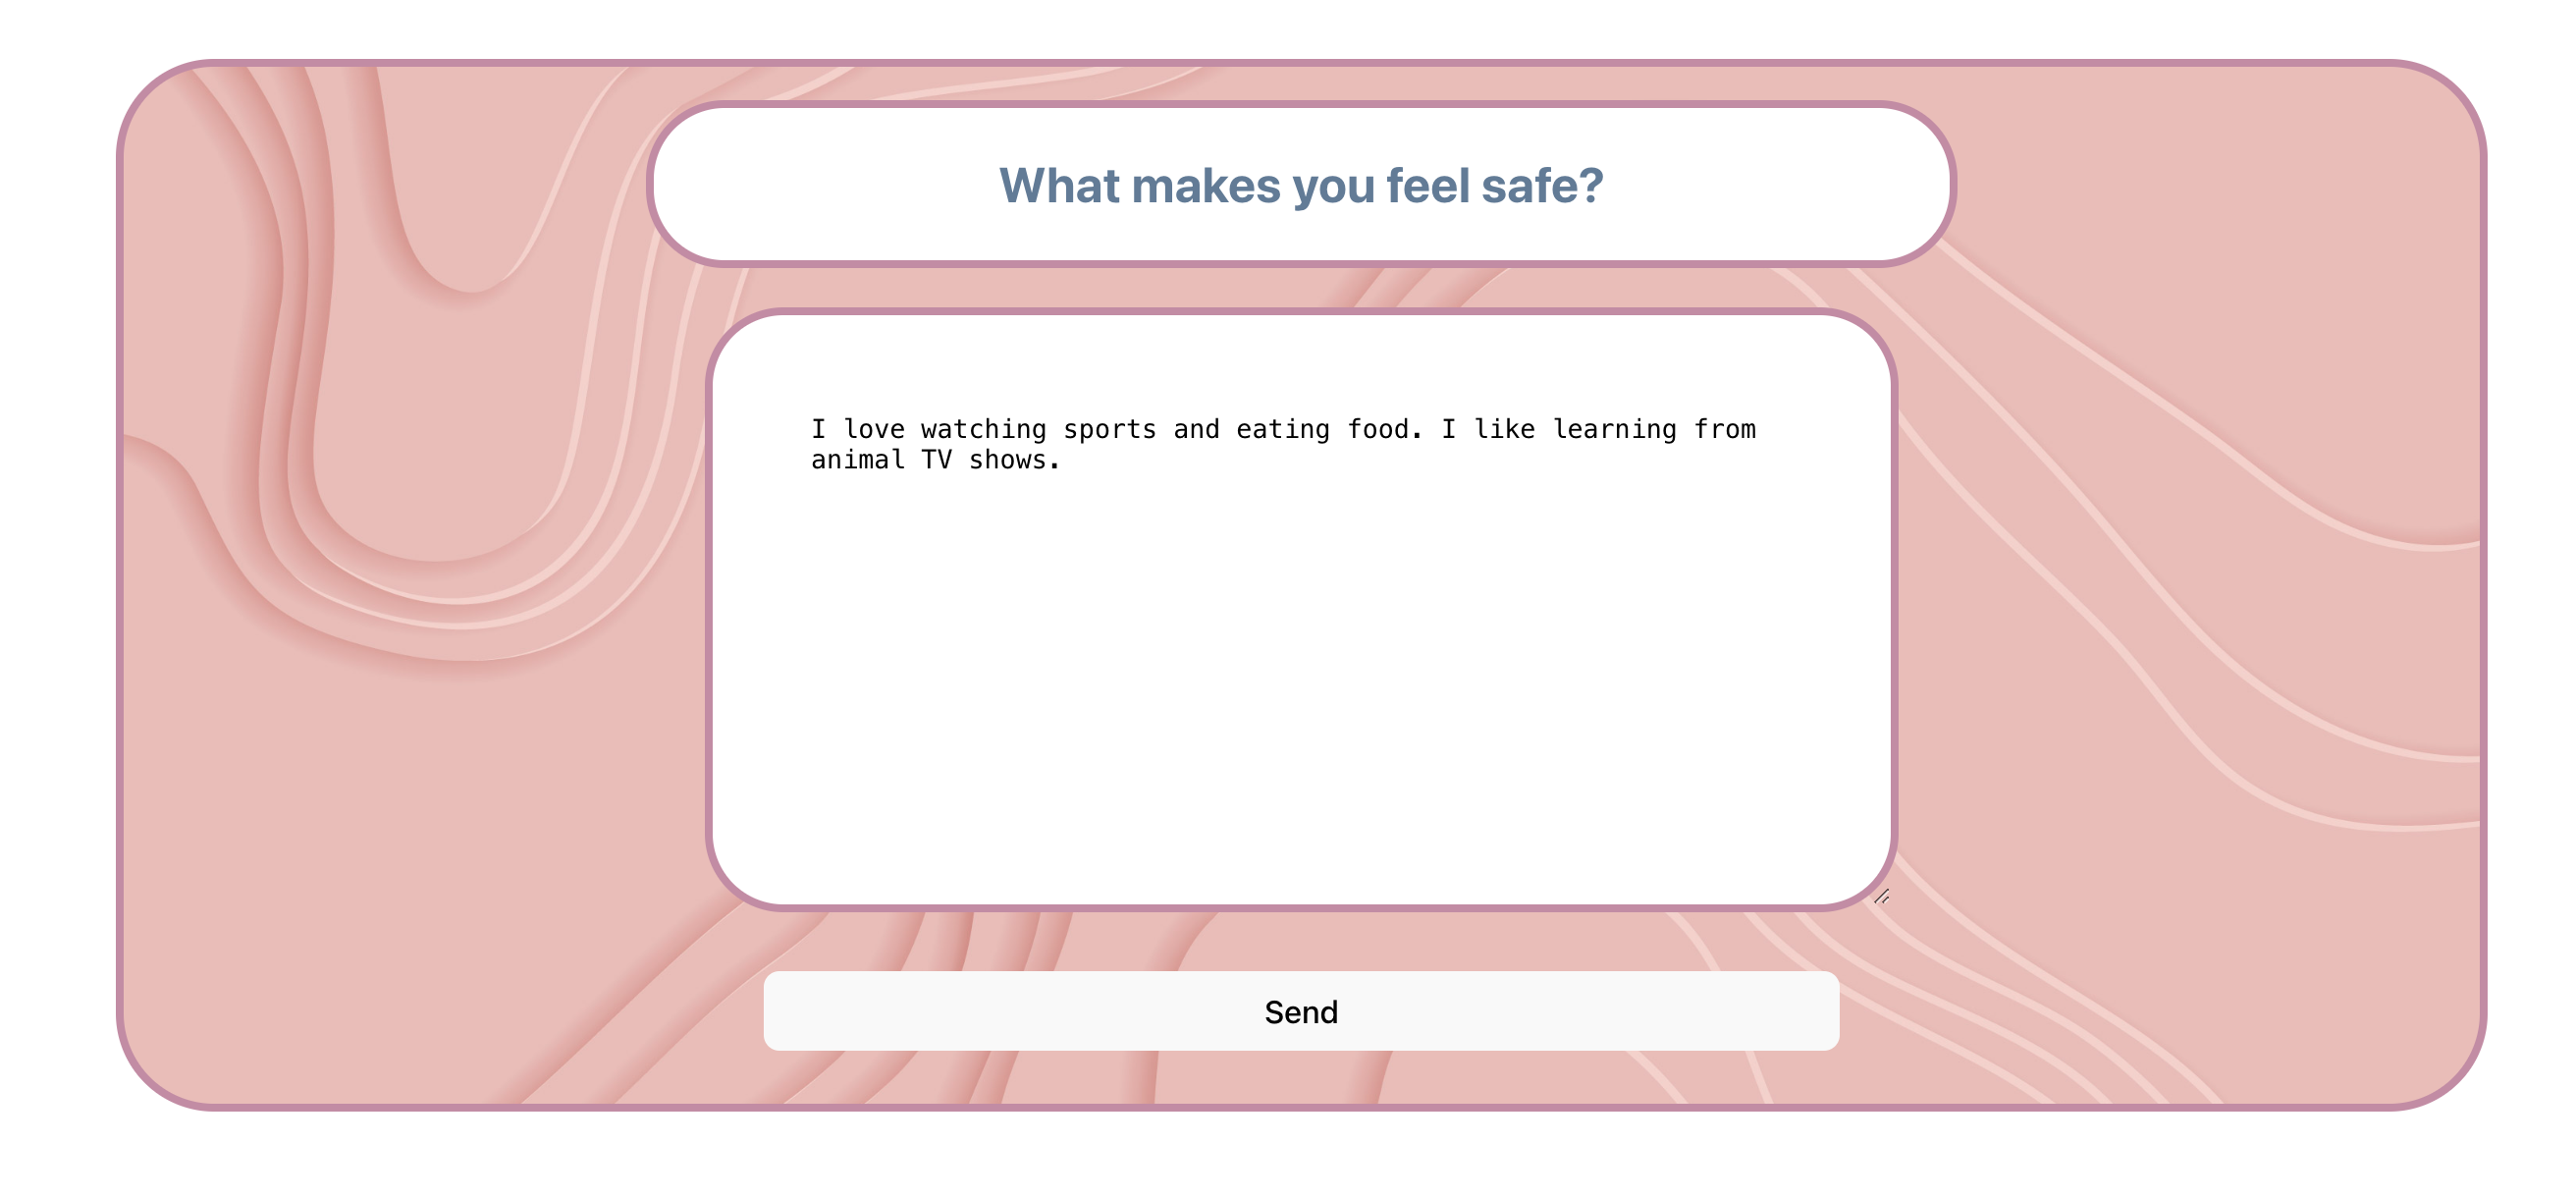 What makes you feel safe?
I love watching sports and eating food. I like learning from
animal TV shows.
Send